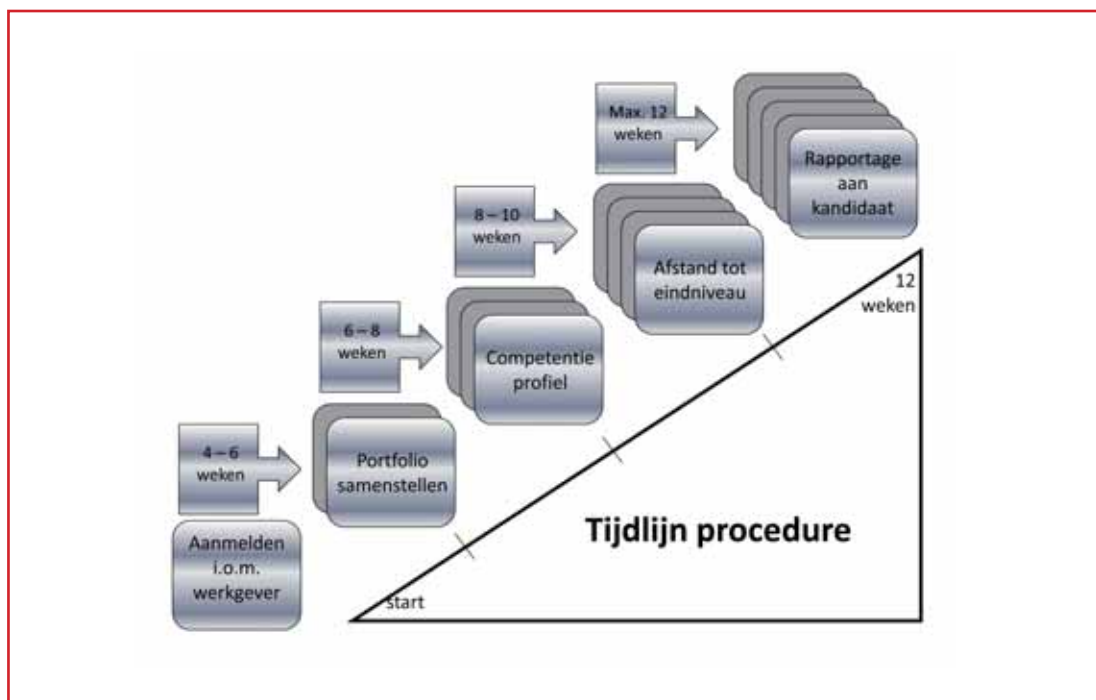 Max. 12
weken
Rapportage
aan
kandidaat
8 – 10
weken
Afstand tot
eindniveau
12
weken
6 – 8
weken
Competentie
profiel
4 – 6
weken
Portfolio
samenstellen
Aanmelden
i.o.m.
werkgever
Tijdlijn procedure
start